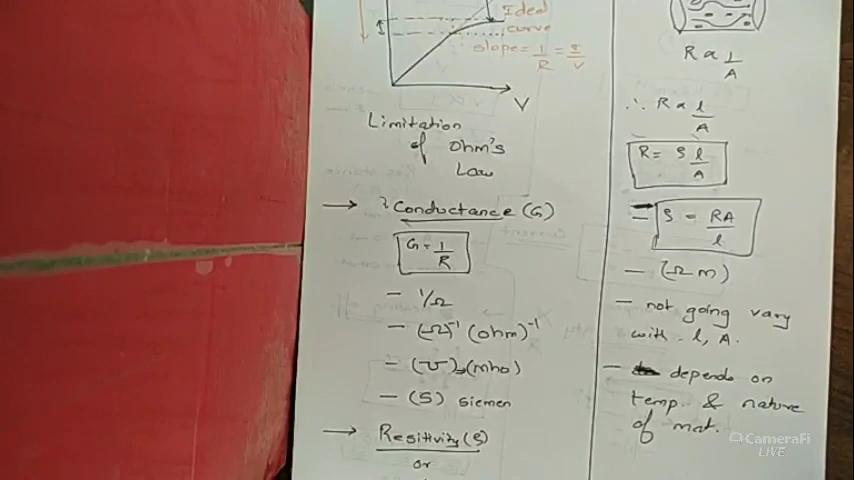 Ideal
curve
slope = 1/R = I/V
V
Limitation
of ohm's
Law
→ Conductance (G)
G = 1/R
- 1/Ω
- (Ω)⁻¹ (ohm)⁻¹
- (℧) (mho)
- (S) siemen
→ Resitivity (ρ)
or
R ∝ 1/A
∴ R ∝ l/A
R = ρ l/A
- ρ = RA/l
- (Ω m)
- not going vary
with l, A.
- depends on
temp. & nature
of mat.
CameraFi
LIVE